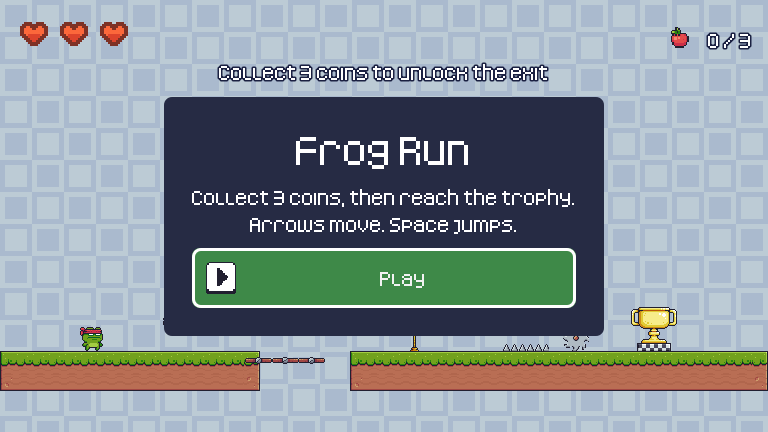 0/3
Collect 3 coins to unlock the exit
Frog Run
Collect 3 coins, then reach the trophy.
Arrows move. Space jumps.
Play